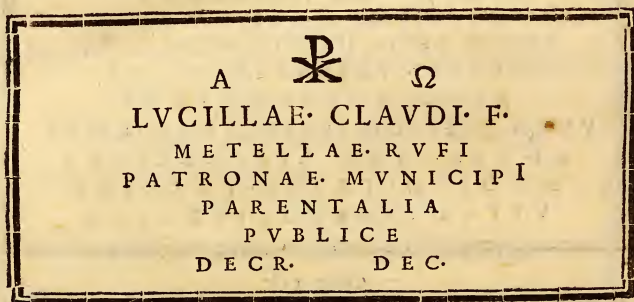 Α ☧ Ω
LVCILLAE· CLAVDI· F·
METELLAE· RVFI
PATRONAE· MVNICIPI
PARENTALIA
PVBLICE
DECR· DEC·